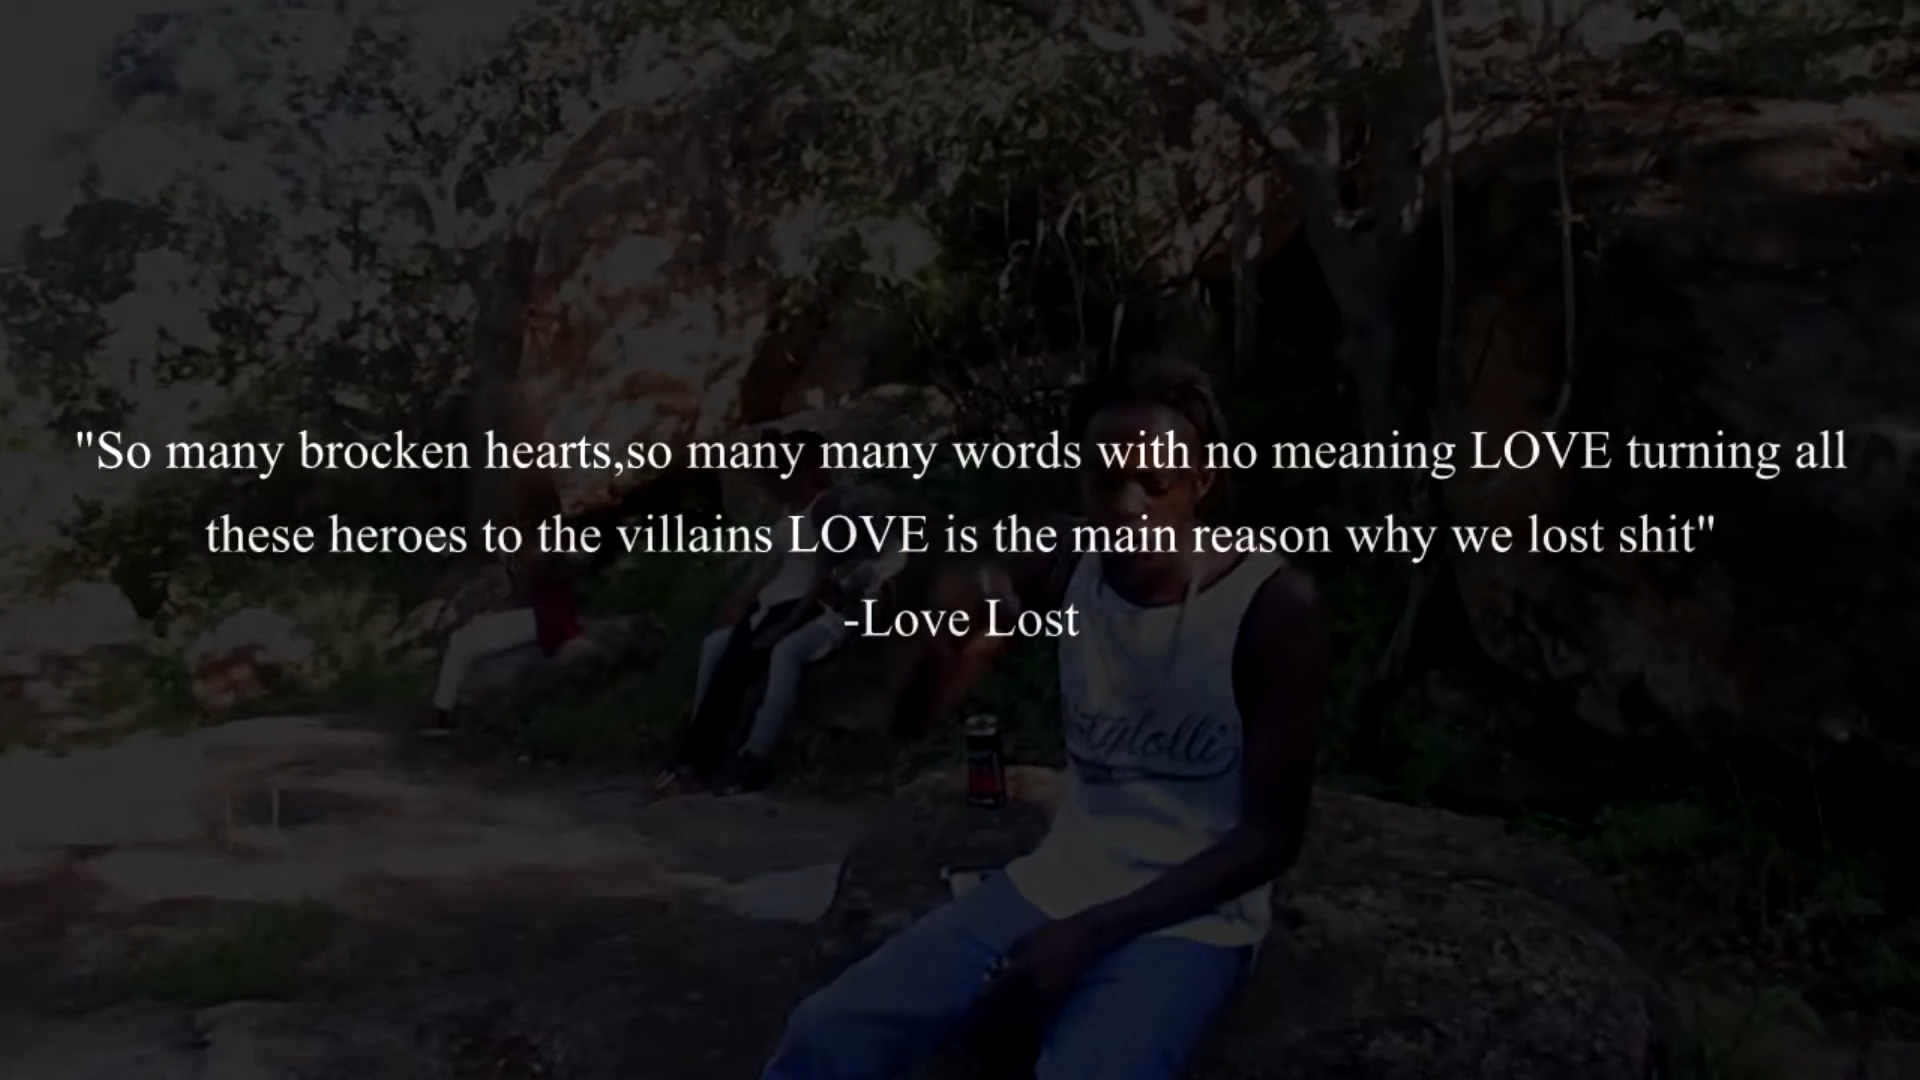 "So many brocken hearts,so many many words with no meaning LOVE turning all
these heroes to the villains LOVE is the main reason why we lost shit"
-Love Lost